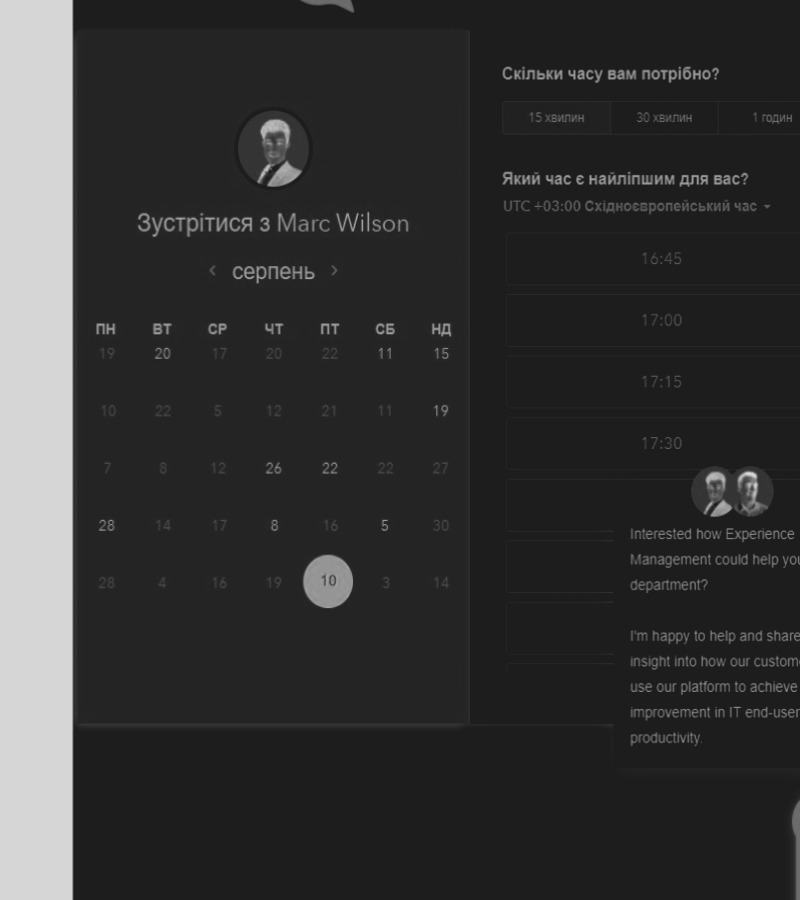 Зустрітися з Marc Wilson
серпень
ПН ВТ СР ЧТ ПТ СБ НД
19 20 17 20 22 11 15
10 22 5 12 21 11 19
7 8 12 26 22 22 27
28 14 17 8 16 5 30
28 4 16 19 10 3 14
Скільки часу вам потрібно?
15 хвилин 30 хвилин 1 годин
Який час є найліпшим для вас?
UTC +03:00 Східноєвропейський час
16:45
17:00
17:15
17:30
Interested how Experience
Management could help you
department?
I'm happy to help and share
insight into how our custome
use our platform to achieve
improvement in IT end-user
productivity.